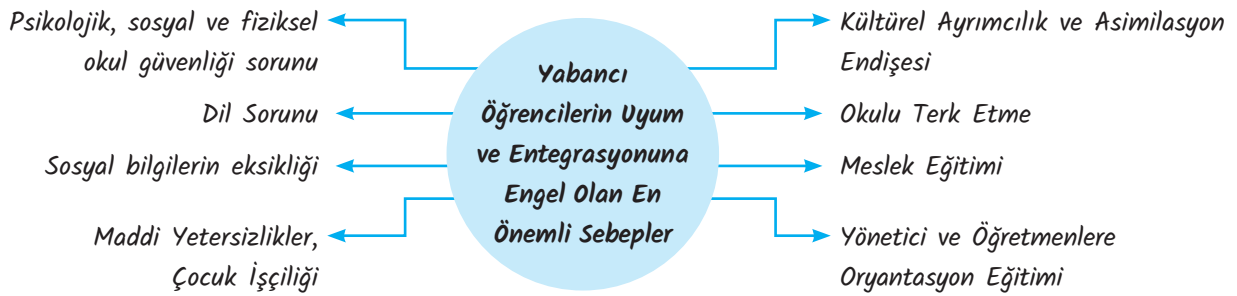 Psikolojik, sosyal ve fiziksel
okul güvenliği sorunu
Dil Sorunu
Sosyal bilgilerin eksikliği
Maddi Yetersizlikler,
Çocuk İşçiliği
Yabancı
Öğrencilerin Uyum
ve Entegrasyonuna
Engel Olan En
Önemli Sebepler
Kültürel Ayrımcılık ve Asimilasyon
Endişesi
Okulu Terk Etme
Meslek Eğitimi
Yönetici ve Öğretmenlere
Oryantasyon Eğitimi